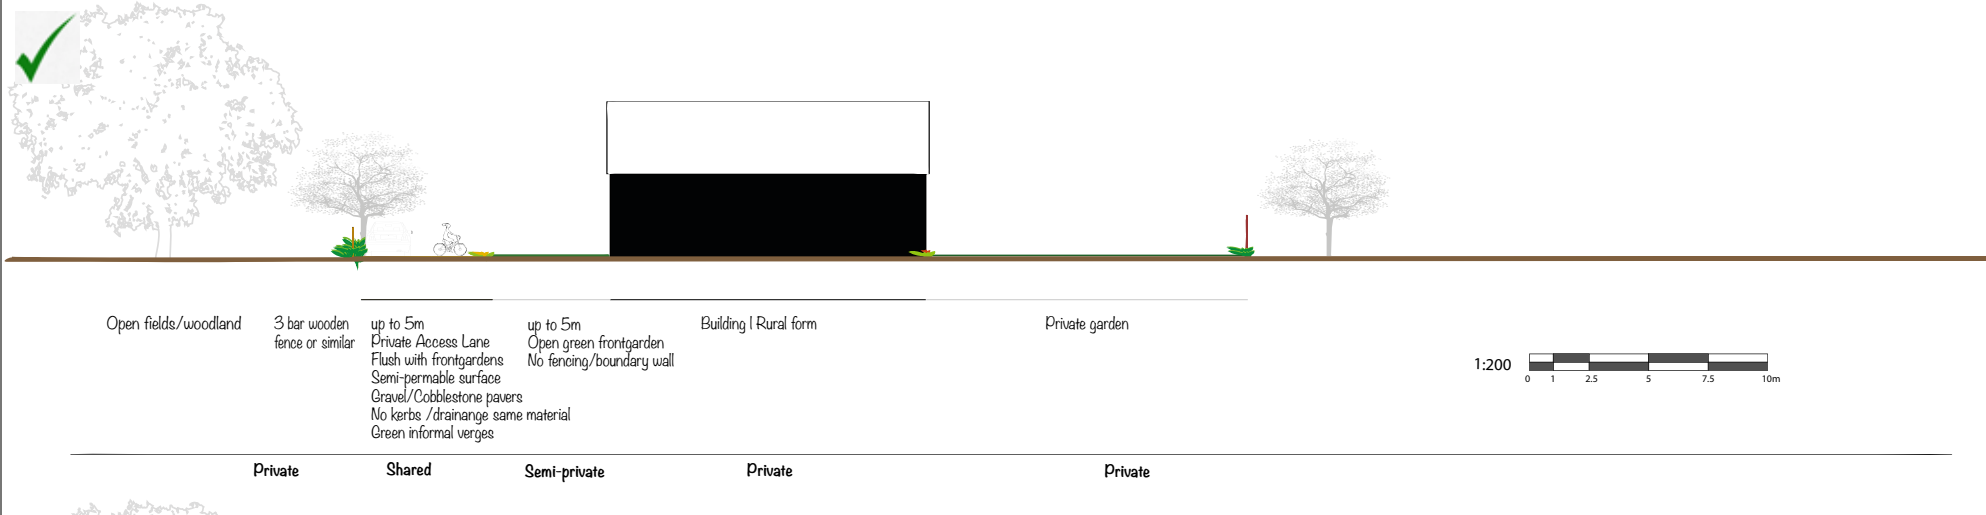 Open fields/woodland
3 bar wooden
fence or similar
up to 5m
Private Access Lane
Flush with frontgardens
Semi-permable surface
Gravel/Cobblestone pavers
No kerbs /drainange same material
Green informal verges
up to 5m
Open green frontgarden
No fencing/boundary wall
Building | Rural form
Private garden
1:200
0 1 2.5 5 7.5 10m
Private Shared Semi-private Private Private